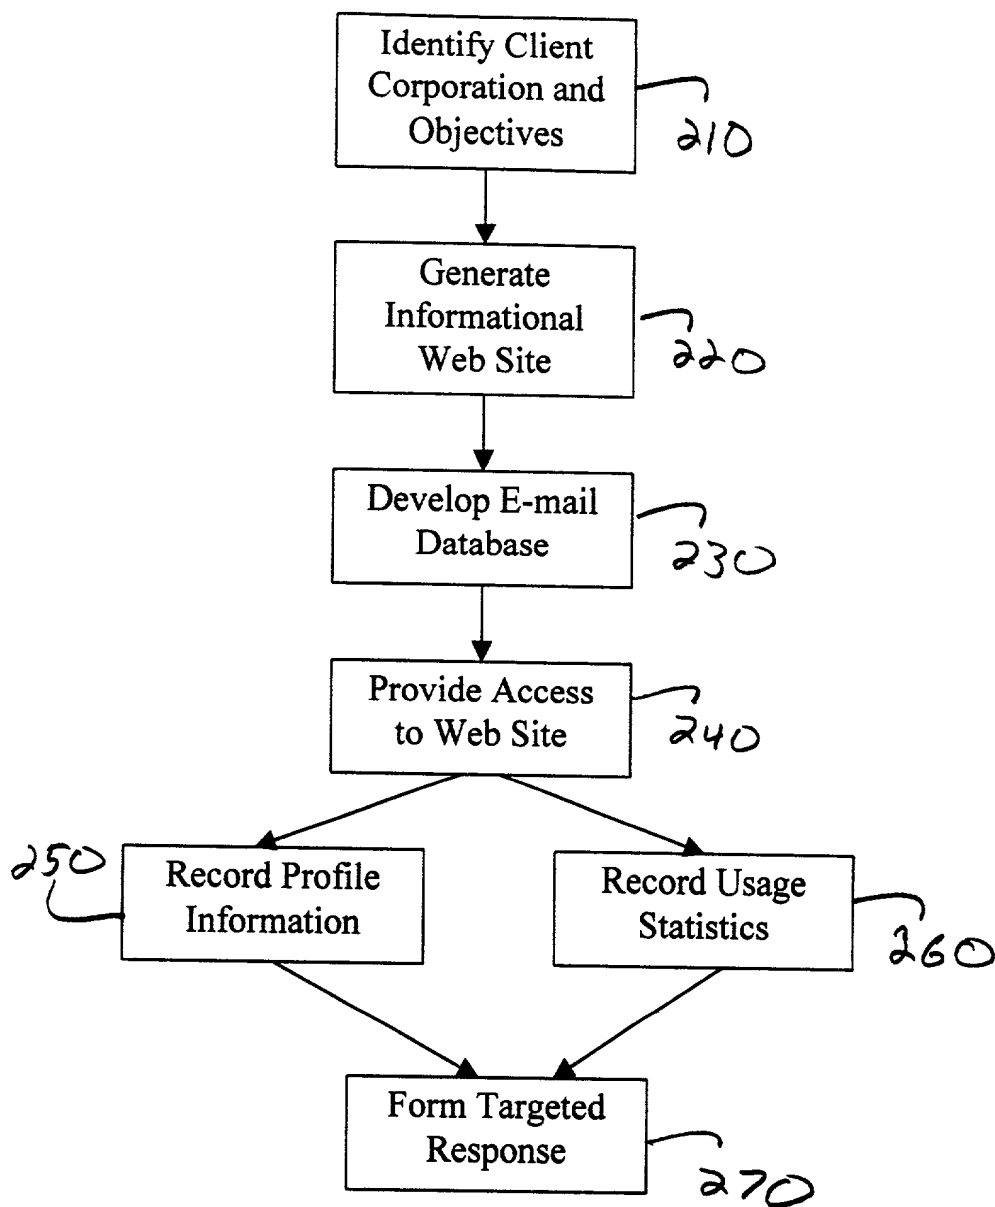 Identify Client
Corporation and
Objectives
210
Generate
Informational
Web Site
220
Develop E-mail
Database
230
Provide Access
to Web Site
240
250
Record Profile
Information
Record Usage
Statistics
260
Form Targeted
Response
270